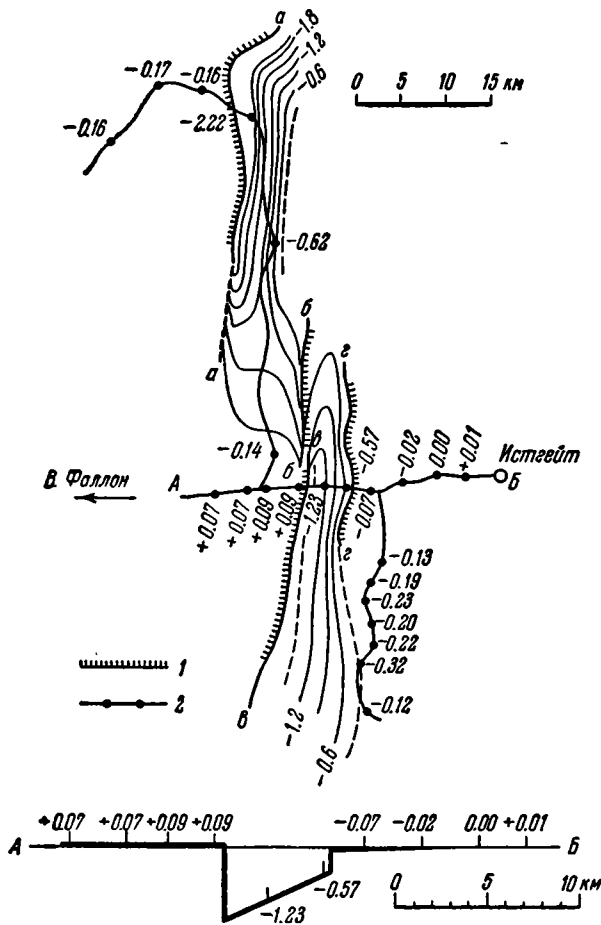 а
-1.8
-1.2
-0.6
0 5 10 15 км
-0.17
-0.16
-0.16
-2.22
-0.62
а
б
г
-0.14
б
в
-0.57
-0.02
0.00
+0.01
Истгейт
В. Фаллон
А
Б
+0.07
+0.07
+0.09
+0.09
-1.23
-0.07
г
-0.13
-0.19
-0.23
-0.20
-0.22
-0.32
-0.12
1
2
в
-1.2
-0.6
+0.07 +0.07 +0.09 +0.09 -0.07 -0.02 0.00 +0.01
А Б
-0.57
-1.23
0 5 10 км